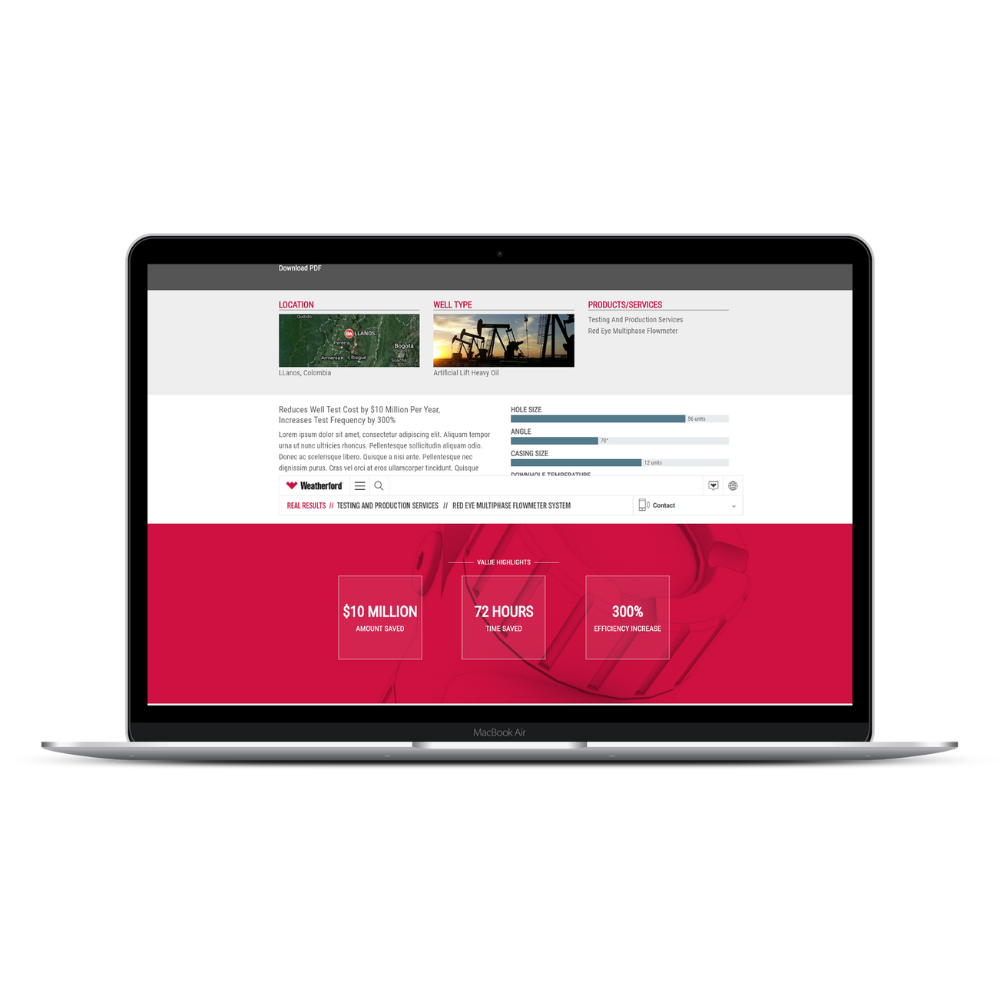 Download PDF
LOCATION
WELL TYPE
PRODUCTS/SERVICES
Quibdo
LLANOS
Pereira
Bogota
Armenia
Ibague
Soacha
Testing And Production Services
Red Eye Multiphase Flowmeter
LLanos, Colombia
Artificial Lift Heavy Oil
Reduces Well Test Cost by $10 Million Per Year,
Increases Test Frequency by 300%
Lorem ipsum dolor sit amet, consectetur adipiscing elit. Aliquam tempor
urna ut nunc ultricies rhoncus. Pellentesque sollicitudin aliquam odio.
Donec ac scelerisque libero. Quisque a nisi ante. Pellentesque nec
dignissim purus. Cras vel orci at eros ullamcorper tincidunt. Quisque
HOLE SIZE
56 units
ANGLE
70°
CASING SIZE
12 units
DOWNHOLE TEMPERATURE
Weatherford
REAL RESULTS // TESTING AND PRODUCTION SERVICES // RED EYE MULTIPHASE FLOWMETER SYSTEM
Contact
VALUE HIGHLIGHTS
$10 MILLION
AMOUNT SAVED
72 HOURS
TIME SAVED
300%
EFFICIENCY INCREASE
MacBook Air